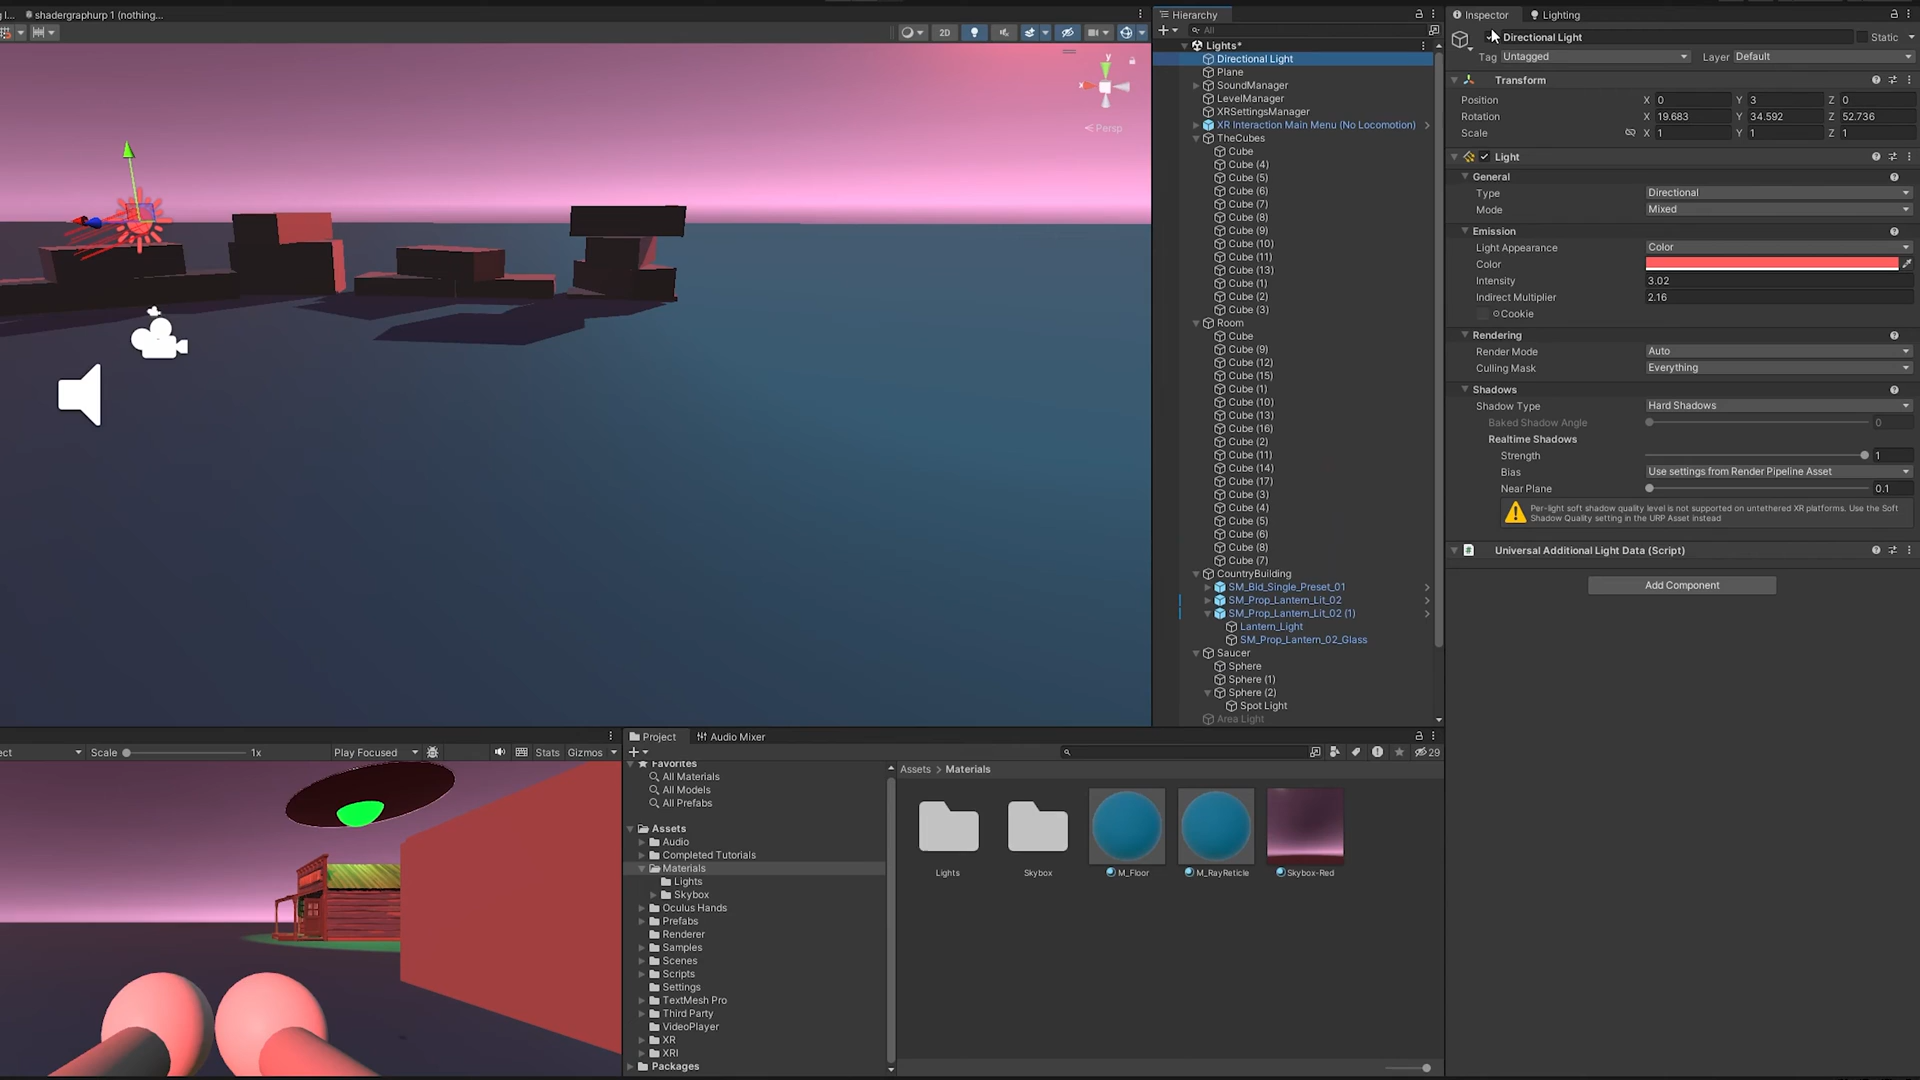 shadergraphurp 1 (nothing...
2D
Persp
y
x
Hierarchy
All
Lights*
Directional Light
Plane
SoundManager
LevelManager
XRSettingsManager
XR Interaction Main Menu (No Locomotion)
TheCubes
Cube
Cube (4)
Cube (5)
Cube (6)
Cube (7)
Cube (8)
Cube (9)
Cube (10)
Cube (11)
Cube (13)
Cube (1)
Cube (2)
Cube (3)
Room
Cube
Cube (9)
Cube (12)
Cube (15)
Cube (1)
Cube (10)
Cube (13)
Cube (16)
Cube (2)
Cube (11)
Cube (14)
Cube (17)
Cube (3)
Cube (4)
Cube (5)
Cube (6)
Cube (8)
Cube (7)
CountryBuilding
SM_Bld_Single_Preset_01
SM_Prop_Lantern_Lit_02
SM_Prop_Lantern_Lit_02 (1)
Lantern_Light
SM_Prop_Lantern_02_Glass
Saucer
Sphere
Sphere (1)
Sphere (2)
Spot Light
Area Light
Inspector Lighting
Directional Light Static
Tag Untagged Layer Default
Transform
Position X 0 Y 3 Z 0
Rotation X 19.683 Y 34.592 Z 52.736
Scale X 1 Y 1 Z 1
Light
General
Type Directional
Mode Mixed
Emission
Light Appearance Color
Color
Intensity 3.02
Indirect Multiplier 2.16
Cookie
Rendering
Render Mode Auto
Culling Mask Everything
Shadows
Shadow Type Hard Shadows
Baked Shadow Angle 0
Realtime Shadows
Strength 1
Bias Use settings from Render Pipeline Asset
Near Plane 0.1
Per-light soft shadow quality level is not supported on untethered XR platforms. Use the Soft
Shadow Quality setting in the URP Asset instead
Universal Additional Light Data (Script)
Add Component
ect Scale 1x Play Focused Stats Gizmos
Project Audio Mixer
29
Favorites
All Materials
All Models
All Prefabs
Assets
Audio
Completed Tutorials
Materials
Lights
Skybox
Oculus Hands
Prefabs
Renderer
Samples
Scenes
Scripts
Settings
TextMesh Pro
Third Party
VideoPlayer
XR
XRI
Packages
Assets > Materials
Lights Skybox M_Floor M_RayReticle Skybox-Red